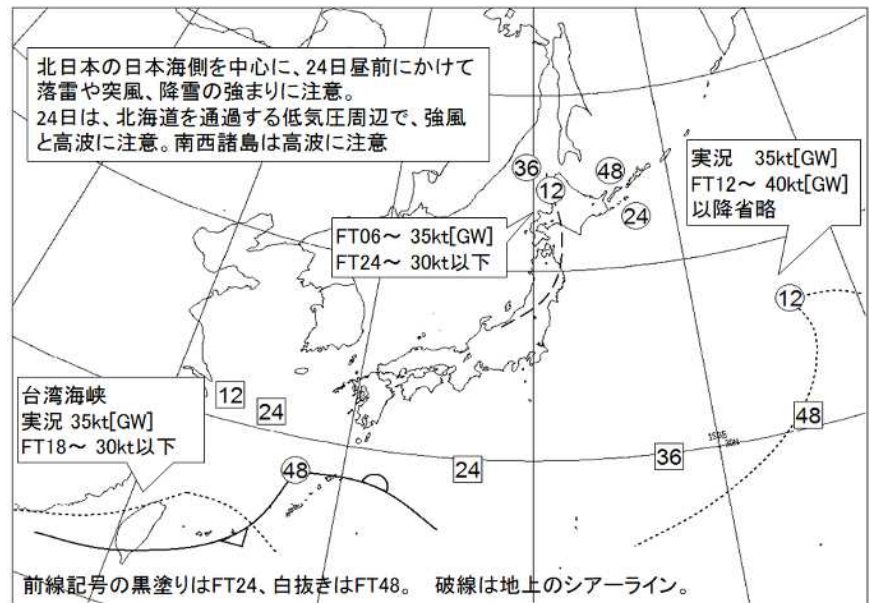 北日本の日本海側を中心に、24日昼前にかけて
落雷や突風、降雪の強まりに注意。
24日は、北海道を通過する低気圧周辺で、強風
と高波に注意。南西諸島は高波に注意
36
48
12
24
実況 35kt[GW]
FT12～ 40kt[GW]
以降省略
FT06～ 35kt[GW]
FT24～ 30kt以下
12
台湾海峡
実況 35kt[GW]
FT18～ 30kt以下
12
24
48
24
36
48
150E
30N
前線記号の黒塗りはFT24、白抜きはFT48。 破線は地上のシアーライン。